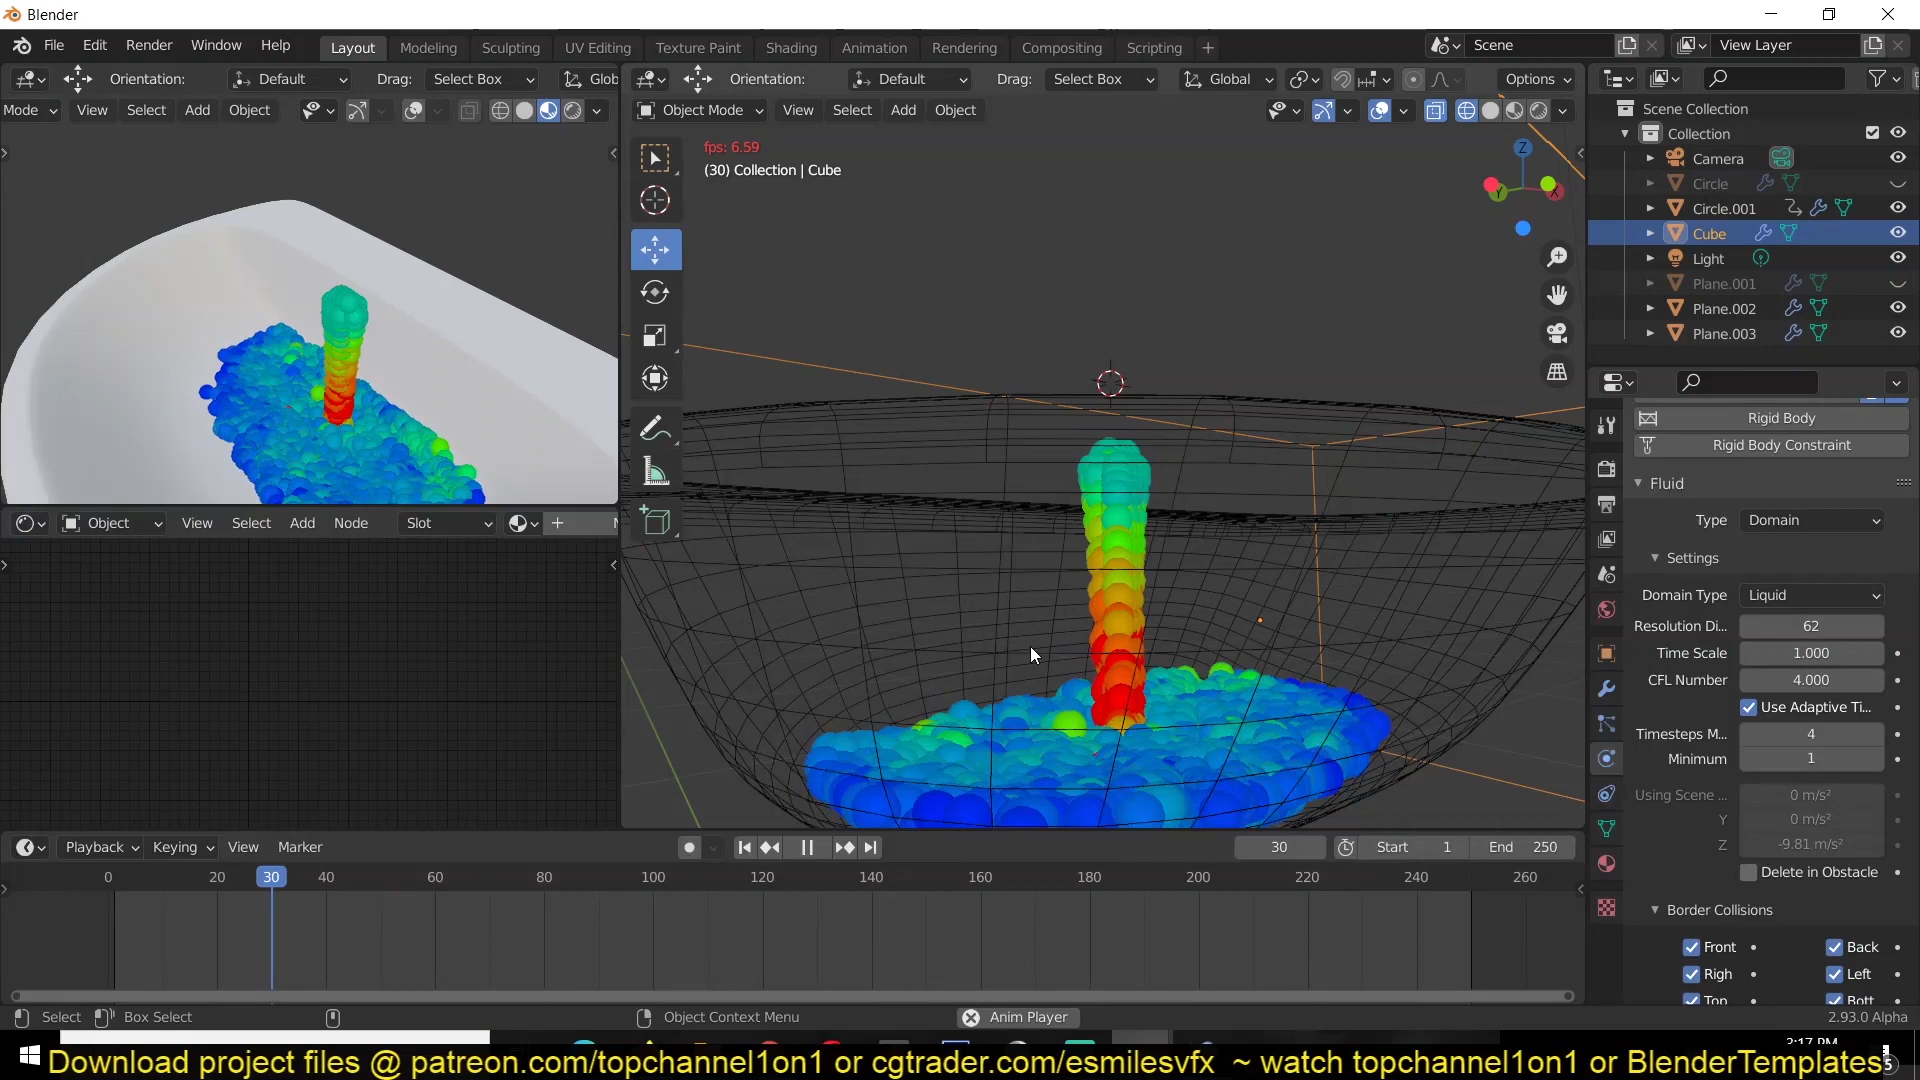 Blender
File Edit Render Window Help
Layout Modeling Sculpting UV Editing Texture Paint Shading Animation Rendering Compositing Scripting +
Scene
View Layer
Orientation: Default Drag: Select Box Glob
Orientation: Default Drag: Select Box Global Options
Mode View Select Add Object
Object Mode View Select Add Object
fps: 6.59
(30) Collection | Cube
Z
Y X
Scene Collection
Collection
Camera
Circle
Circle.001
Cube
Light
Plane.001
Plane.002
Plane.003
Rigid Body
Rigid Body Constraint
Fluid
Type Domain
Settings
Domain Type Liquid
Resolution Di... 62
Time Scale 1.000
CFL Number 4.000
Use Adaptive Ti...
Timesteps M... 4
Minimum 1
Using Scene ... 0 m/s²
Y 0 m/s²
Z -9.81 m/s²
Delete in Obstacle
Border Collisions
Front Back
Righ Left
Top Bott
Object View Select Add Node Slot + N
Playback Keying View Marker
30 Start 1 End 250
0 20 30 40 60 80 100 120 140 160 180 200 220 240 260
Select Box Select Object Context Menu Anim Player 2.93.0 Alpha
3:17 PM
Download project files @ patreon.com/topchannel1on1 or cgtrader.com/esmilesvfx ~ watch topchannel1on1 or BlenderTemplates
5